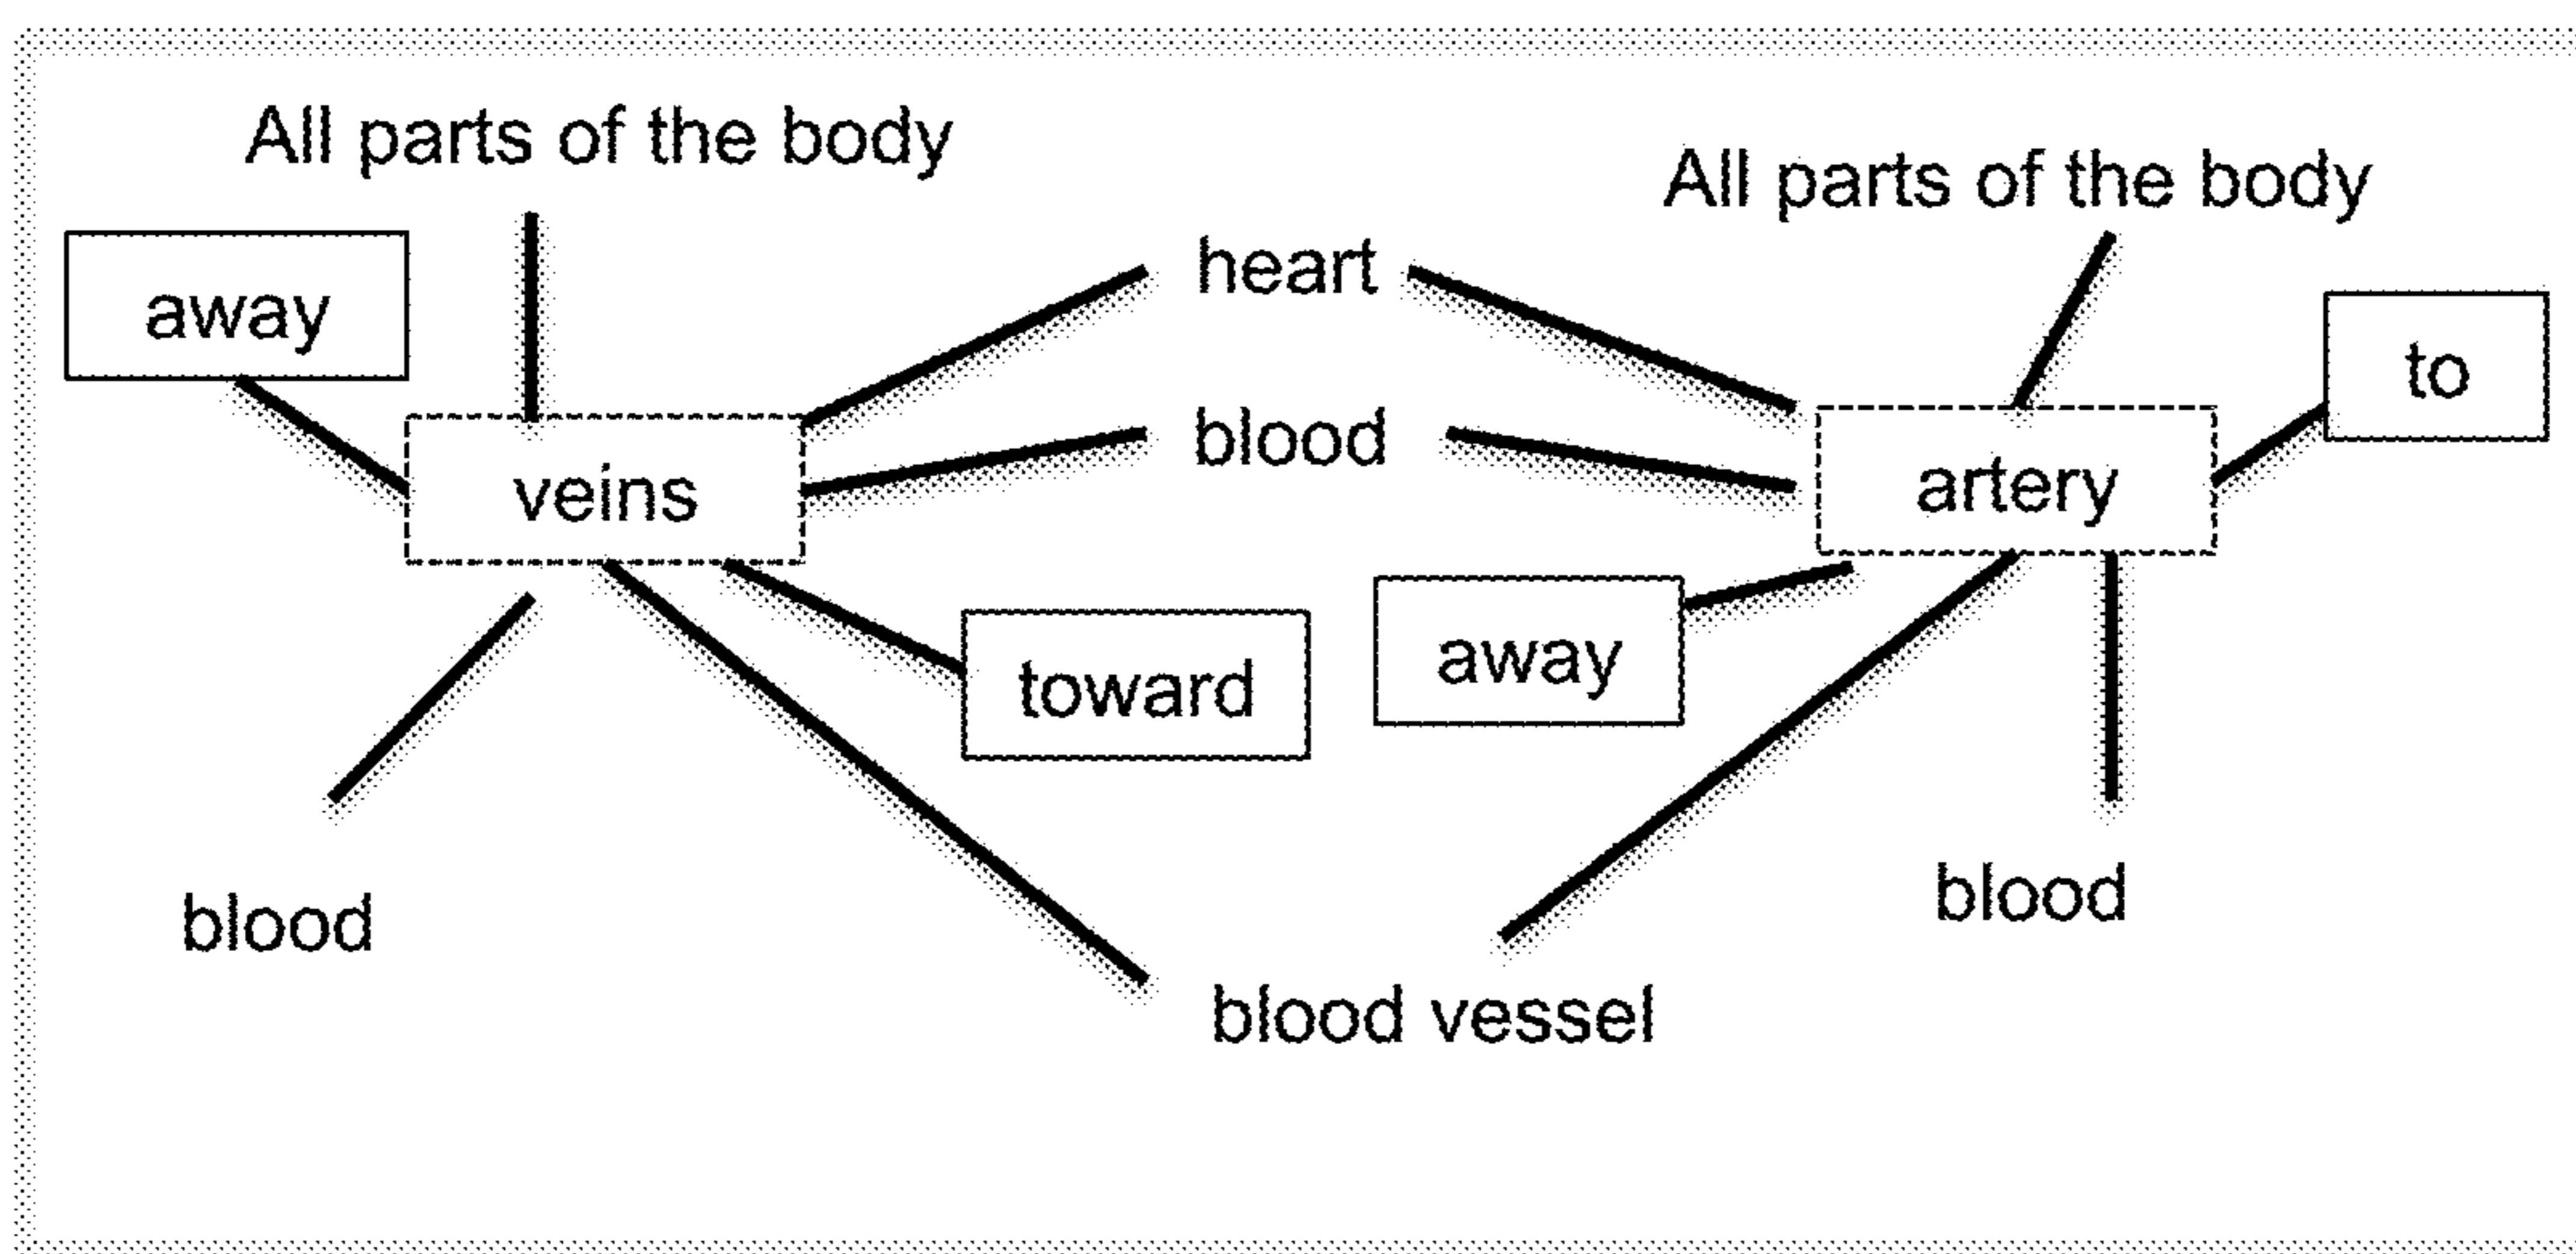 All parts of the body
All parts of the body
heart
away
to
blood
veins
artery
toward
away
blood
blood
blood vessel